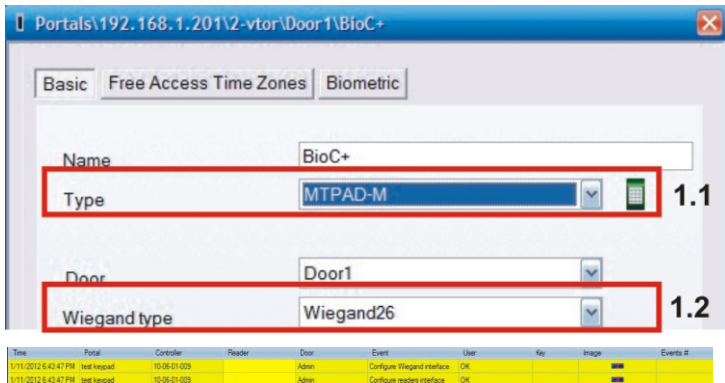 Portals\192.168.1.201\2-vtor\Door1\BioC+
Basic Free Access Time Zones Biometric
Name BioC+
Type MTPAD-M 1.1
Door Door1
Wiegand type Wiegand26 1.2
Time Portal Controller Reader Door Event User Key Image Events #
1/11/2012 6:43:47 PM test keypad 10-06-01-009 Admin Configure Wiegand interface OK
1/11/2012 6:43:47 PM test keypad 10-06-01-009 Admin Configure readers interface OK